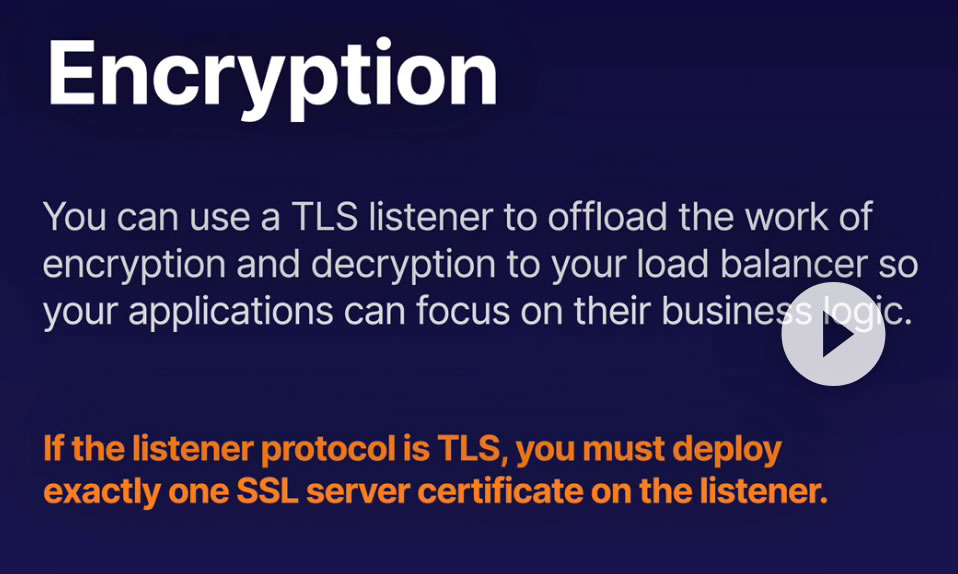 Encryption
You can use a TLS listener to offload the work of
encryption and decryption to your load balancer so
your applications can focus on their business logic.
If the listener protocol is TLS, you must deploy
exactly one SSL server certificate on the listener.